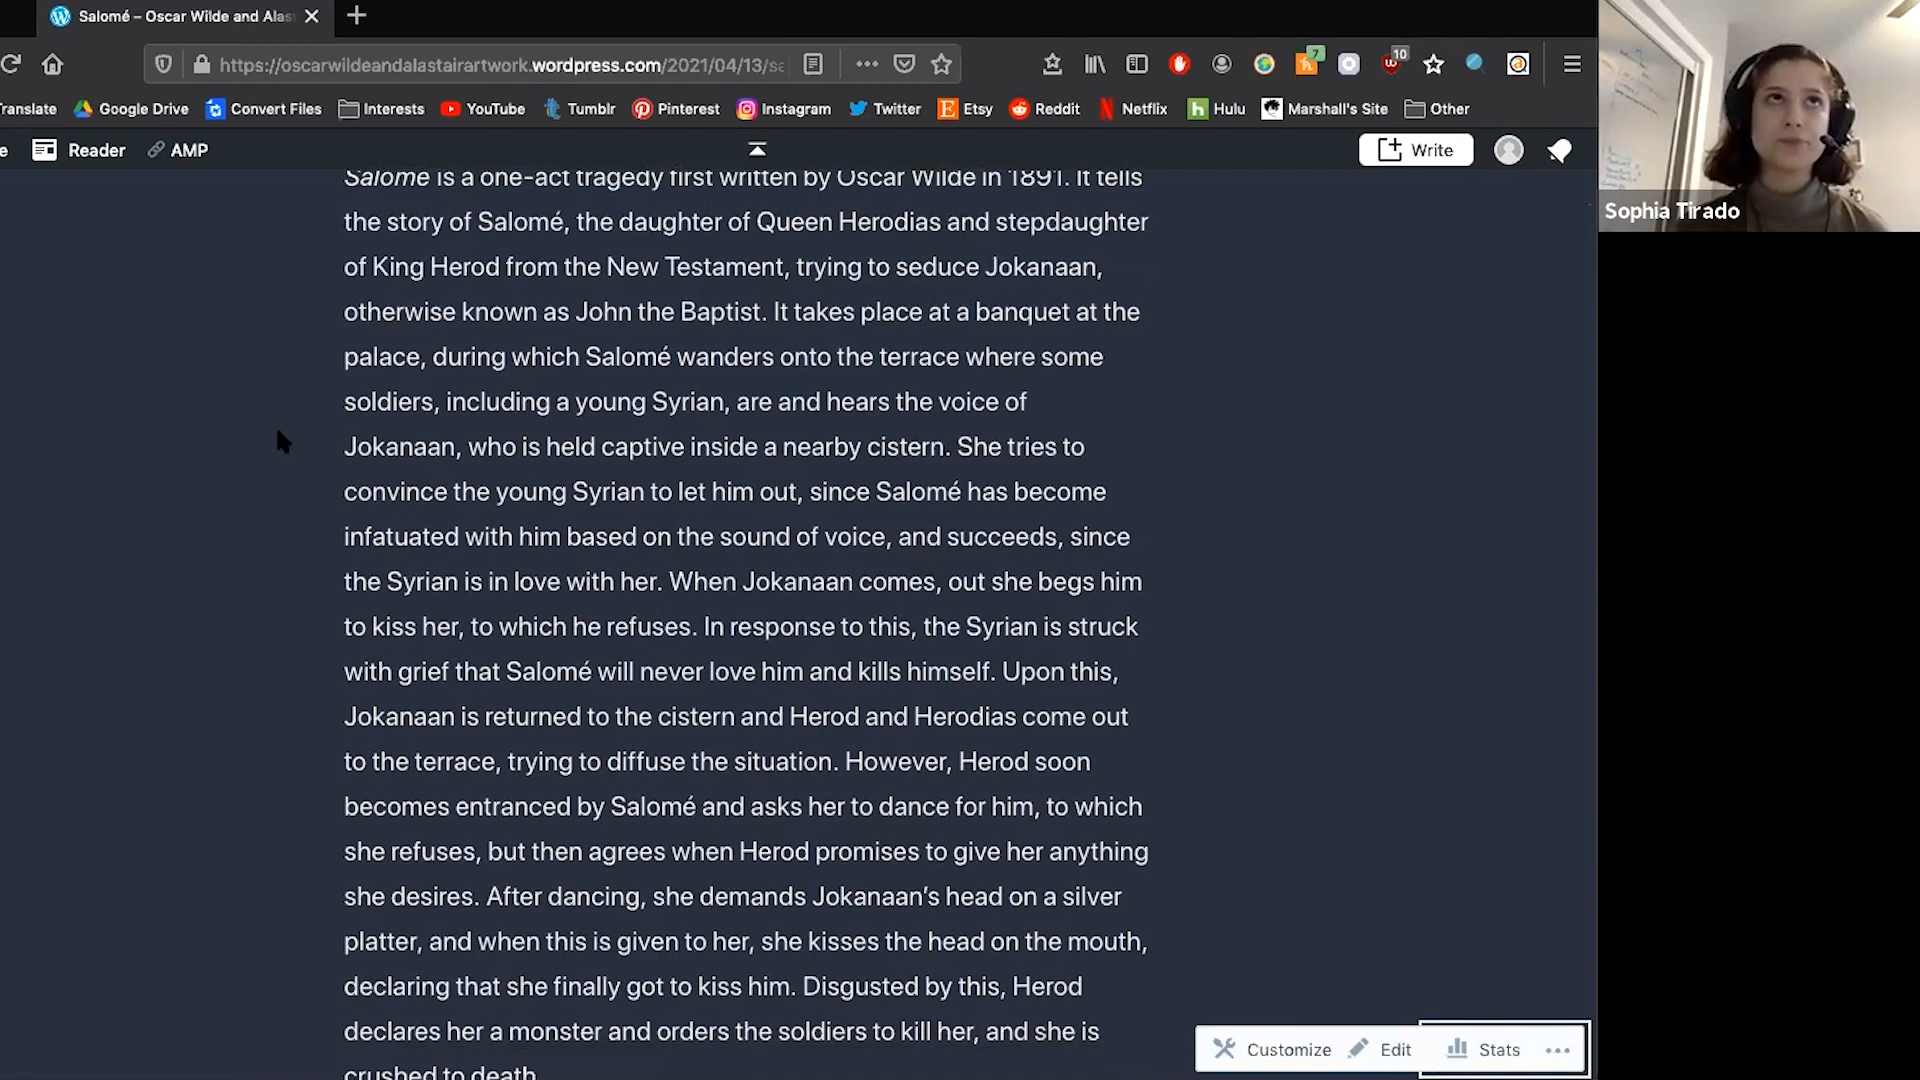 Salomé – Oscar Wilde and Alas
https://oscarwildeandalastairartwork.wordpress.com/2021/04/13/sa
7
10
ranslate
Google Drive
Convert Files
Interests
YouTube
Tumblr
Pinterest
Instagram
Twitter
Etsy
Reddit
Netflix
Hulu
Marshall's Site
Other
e
Reader
AMP
Write
Sophia Tirado
Salomé is a one-act tragedy first written by Oscar Wilde in 1891. It tells
the story of Salomé, the daughter of Queen Herodias and stepdaughter
of King Herod from the New Testament, trying to seduce Jokanaan,
otherwise known as John the Baptist. It takes place at a banquet at the
palace, during which Salomé wanders onto the terrace where some
soldiers, including a young Syrian, are and hears the voice of
Jokanaan, who is held captive inside a nearby cistern. She tries to
convince the young Syrian to let him out, since Salomé has become
infatuated with him based on the sound of voice, and succeeds, since
the Syrian is in love with her. When Jokanaan comes, out she begs him
to kiss her, to which he refuses. In response to this, the Syrian is struck
with grief that Salomé will never love him and kills himself. Upon this,
Jokanaan is returned to the cistern and Herod and Herodias come out
to the terrace, trying to diffuse the situation. However, Herod soon
becomes entranced by Salomé and asks her to dance for him, to which
she refuses, but then agrees when Herod promises to give her anything
she desires. After dancing, she demands Jokanaan's head on a silver
platter, and when this is given to her, she kisses the head on the mouth,
declaring that she finally got to kiss him. Disgusted by this, Herod
declares her a monster and orders the soldiers to kill her, and she is
crushed to death.
Customize
Edit
Stats